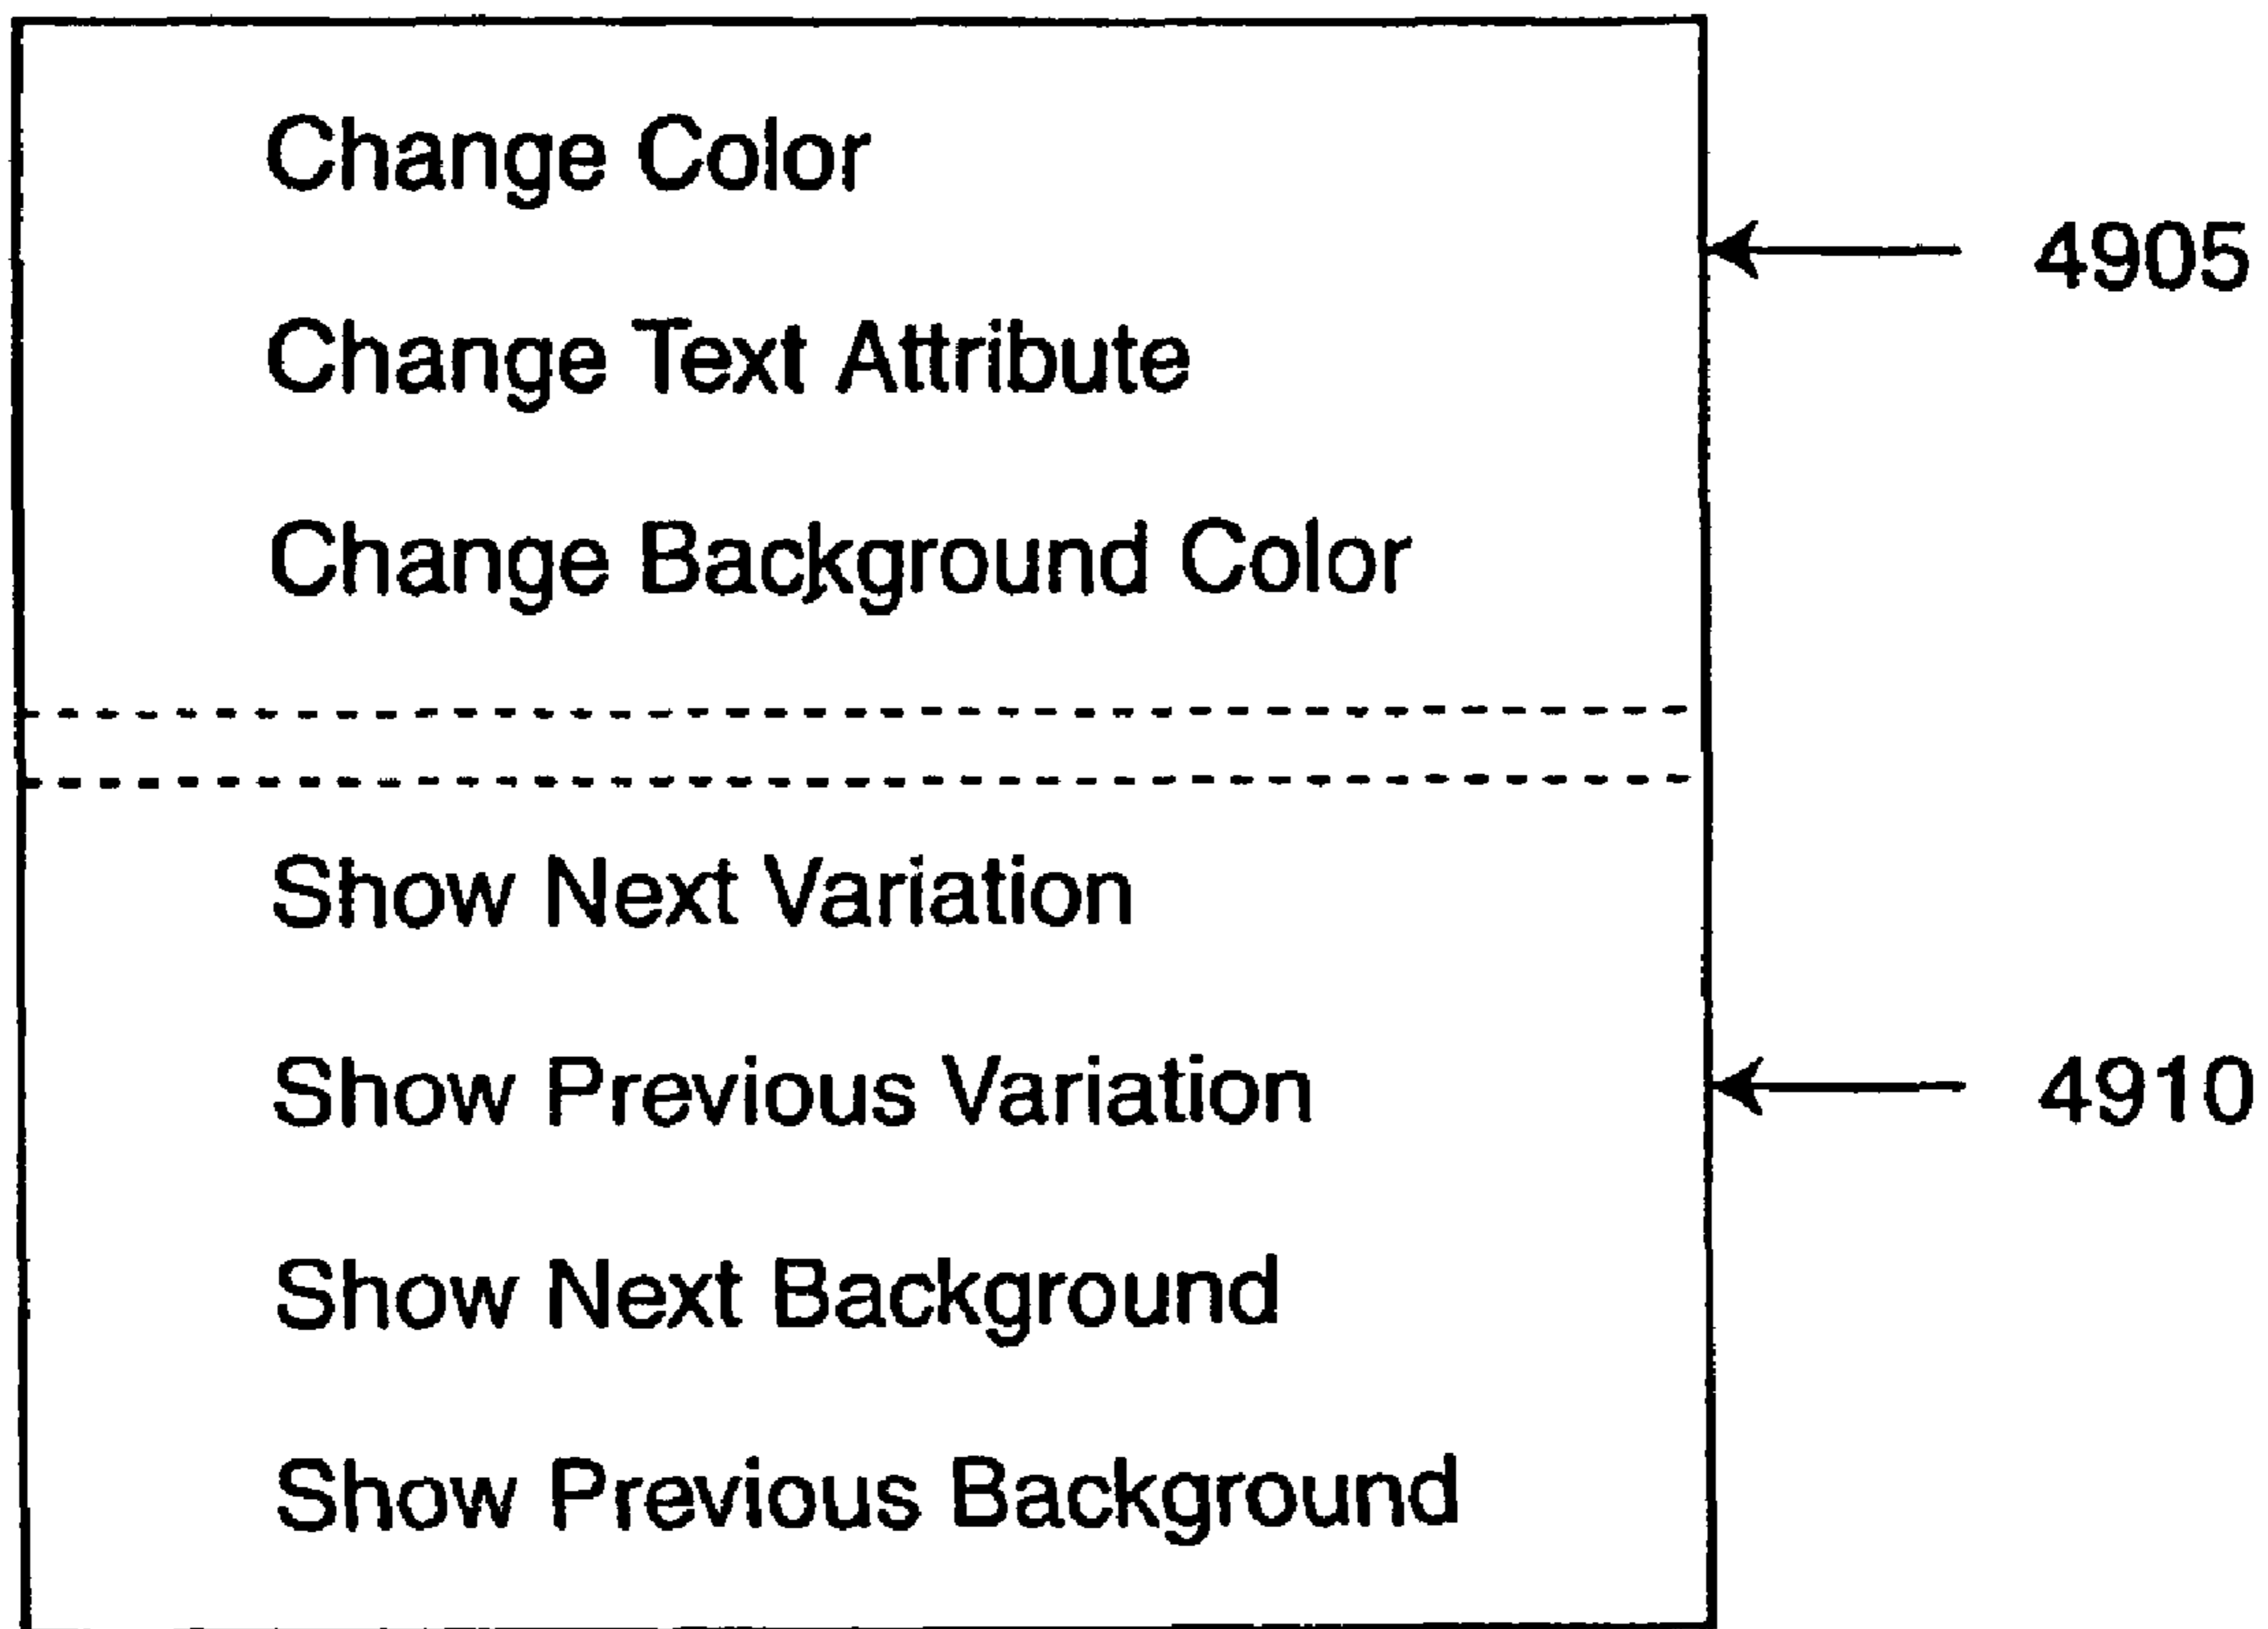 Change Color
4905
Change Text Attribute
Change Background Color
Show Next Variation
Show Previous Variation
4910
Show Next Background
Show Previous Background